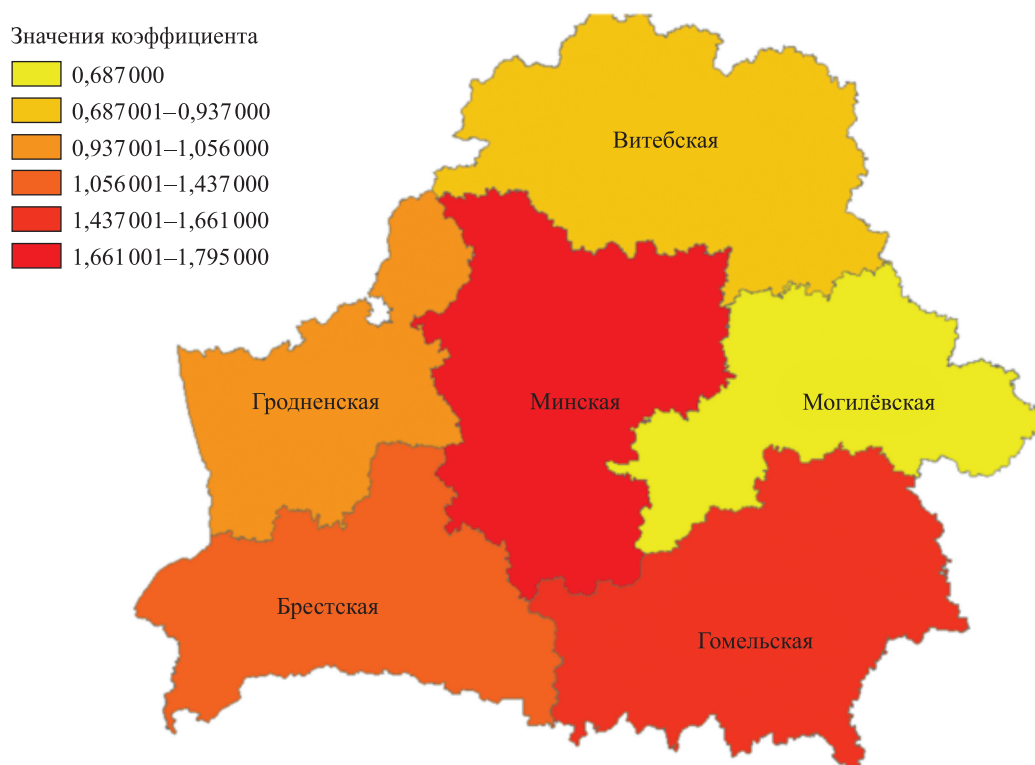 Значения коэффициента
0,687 000
0,687 001–0,937 000
0,937 001–1,056 000
1,056 001–1,437 000
1,437 001–1,661 000
1,661 001–1,795 000
Витебская
Гродненская
Минская
Могилёвская
Брестская
Гомельская